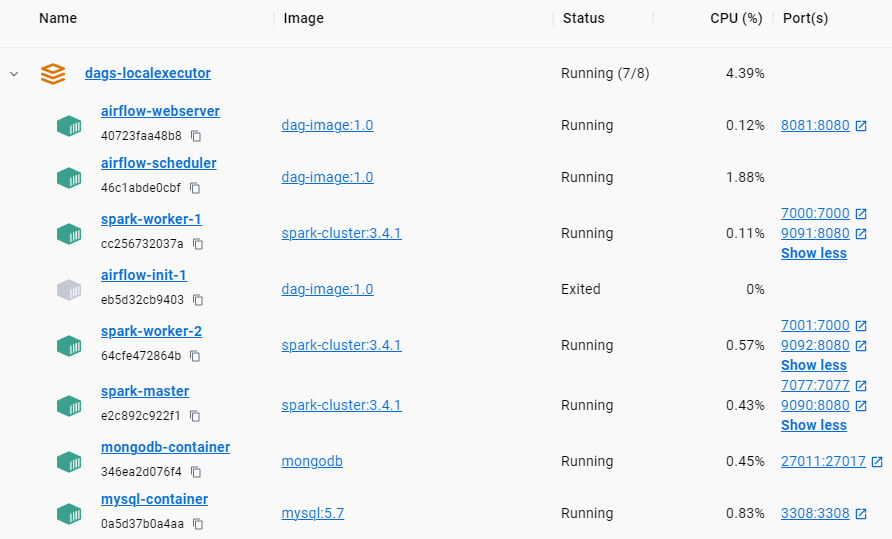 Name Image Status CPU (%) Port(s)
dags-localexecutor Running (7/8) 4.39%
airflow-webserver
40723faa48b8 dag-image:1.0 Running 0.12% 8081:8080
airflow-scheduler
46c1abde0cbf dag-image:1.0 Running 1.88%
spark-worker-1
cc256732037a spark-cluster:3.4.1 Running 0.11% 7000:7000
9091:8080
Show less
airflow-init-1
eb5d32cb9403 dag-image:1.0 Exited 0%
spark-worker-2
64cfe472864b spark-cluster:3.4.1 Running 0.57% 7001:7000
9092:8080
Show less
spark-master
e2c892c922f1 spark-cluster:3.4.1 Running 0.43% 7077:7077
9090:8080
Show less
mongodb-container
346ea2d076f4 mongodb Running 0.45% 27011:27017
mysql-container
0a5d37b0a4aa mysql:5.7 Running 0.83% 3308:3308